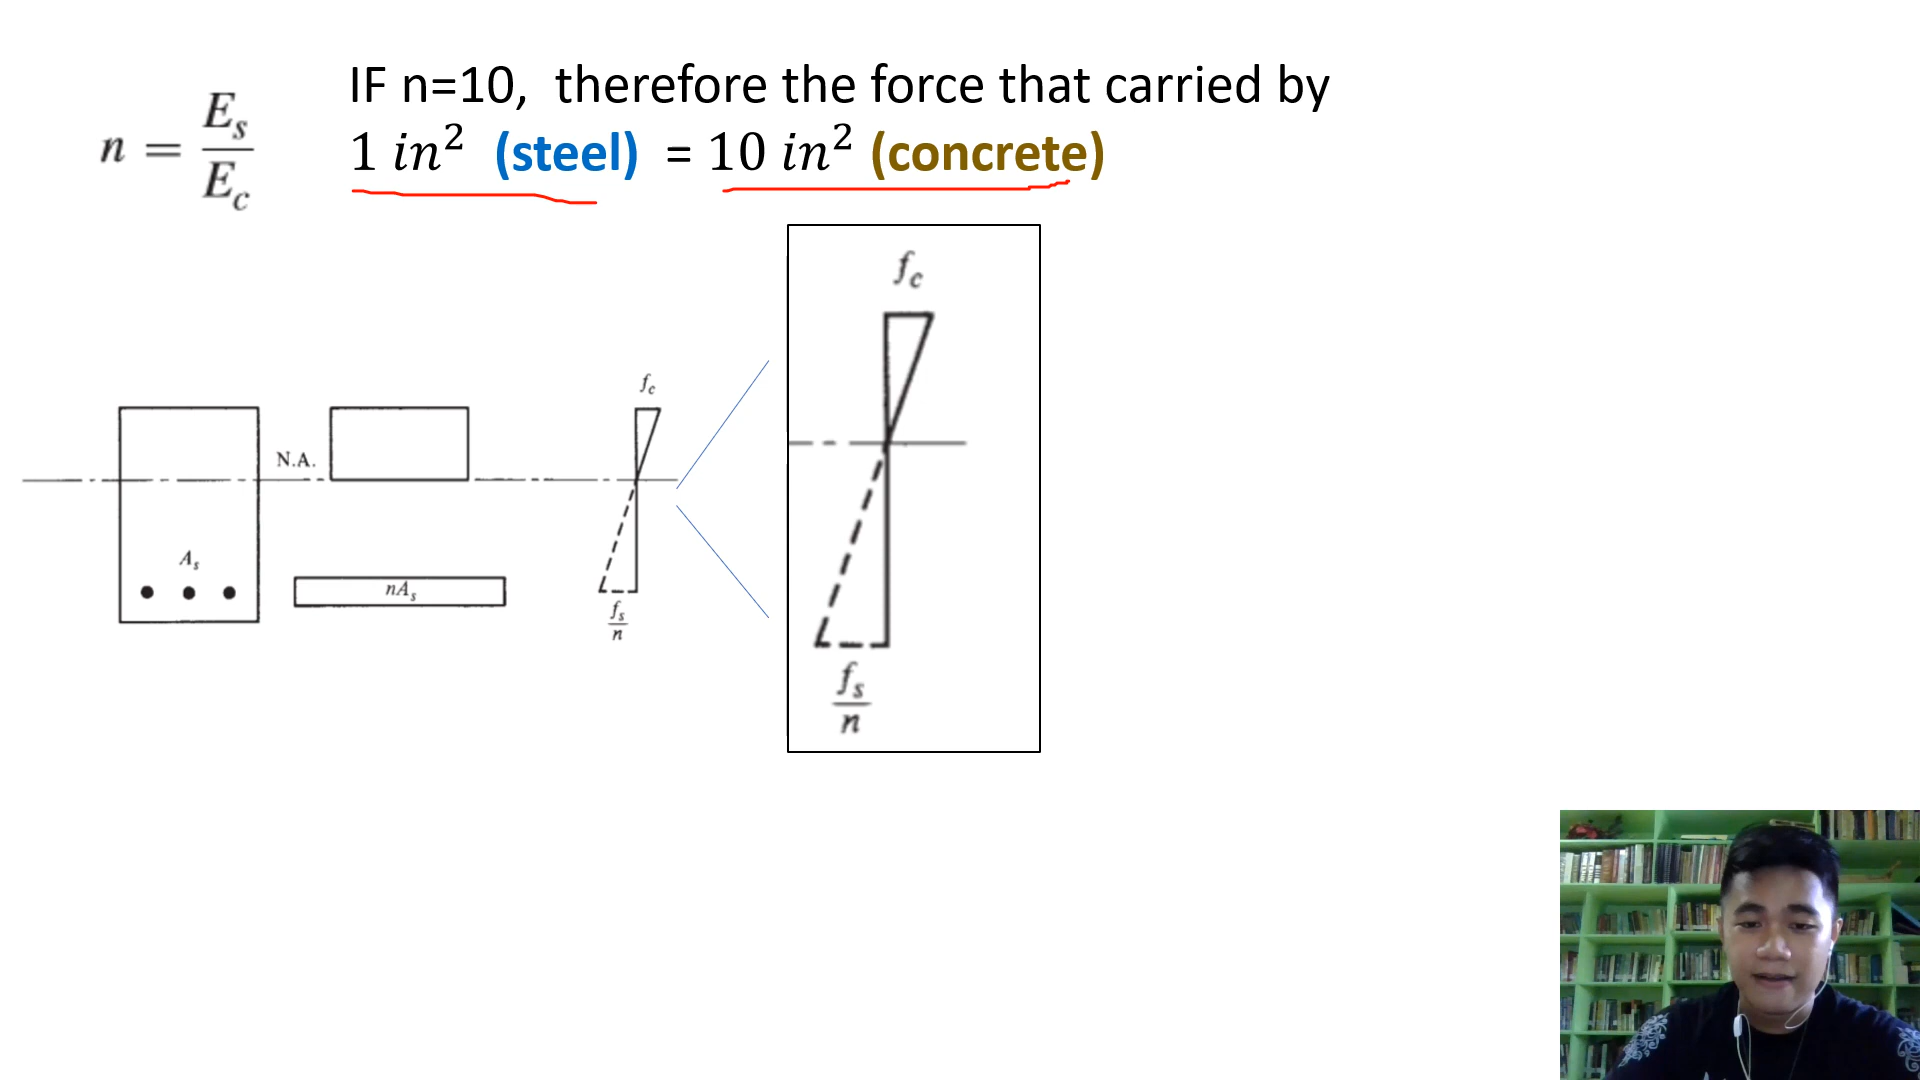 IF n=10, therefore the force that carried by
1 in² (steel) = 10 in² (concrete)
n = E_s / E_c
f_c
f_c
N.A.
A_s
nA_s
f_s / n
f_s / n